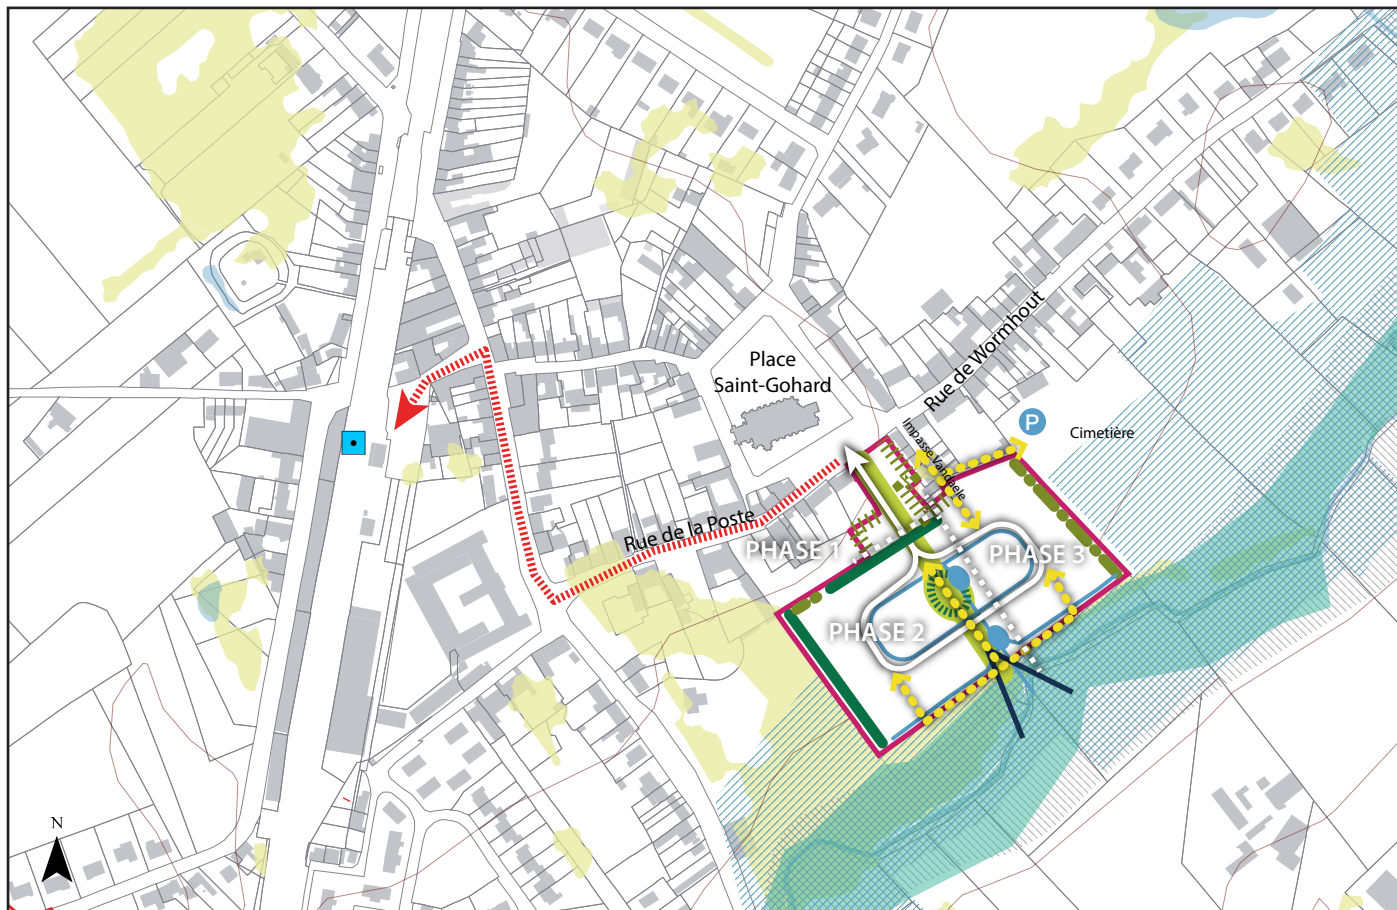 Place
Saint-Gohard
Rue de Wormhout
P
Cimetière
Impasse Vandaele
Rue de la Poste
PHASE 1
PHASE 3
PHASE 2
N